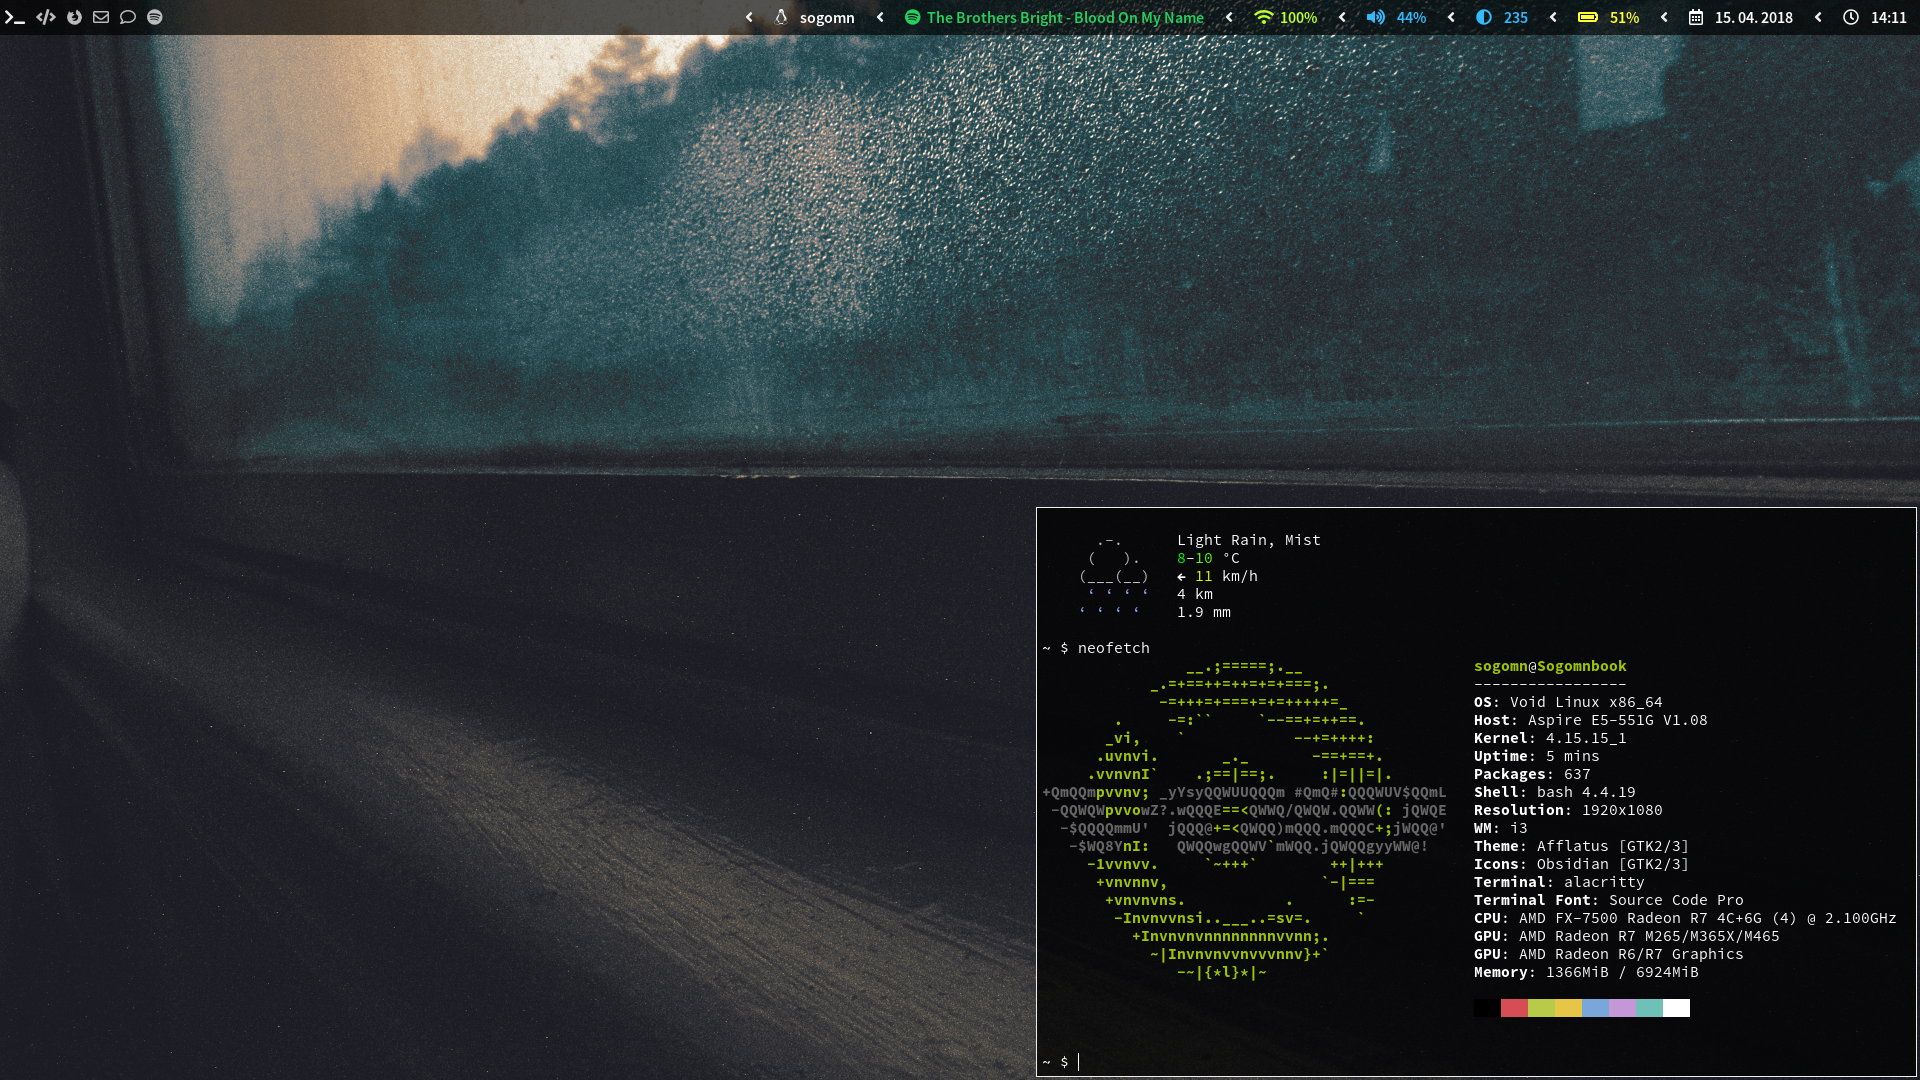 sogomn The Brothers Bright - Blood On My Name 100% 44% 235 51% 15. 04. 2018 14:11
Light Rain, Mist
8-10 °C
← 11 km/h
4 km
1.9 mm
~ $ neofetch
sogomn@Sogomnbook
-----------------
OS: Void Linux x86_64
Host: Aspire E5-551G V1.08
Kernel: 4.15.15_1
Uptime: 5 mins
Packages: 637
Shell: bash 4.4.19
Resolution: 1920x1080
WM: i3
Theme: Afflatus [GTK2/3]
Icons: Obsidian [GTK2/3]
Terminal: alacritty
Terminal Font: Source Code Pro
CPU: AMD FX-7500 Radeon R7 4C+6G (4) @ 2.100GHz
GPU: AMD Radeon R7 M265/M365X/M465
GPU: AMD Radeon R6/R7 Graphics
Memory: 1366MiB / 6924MiB
~ $